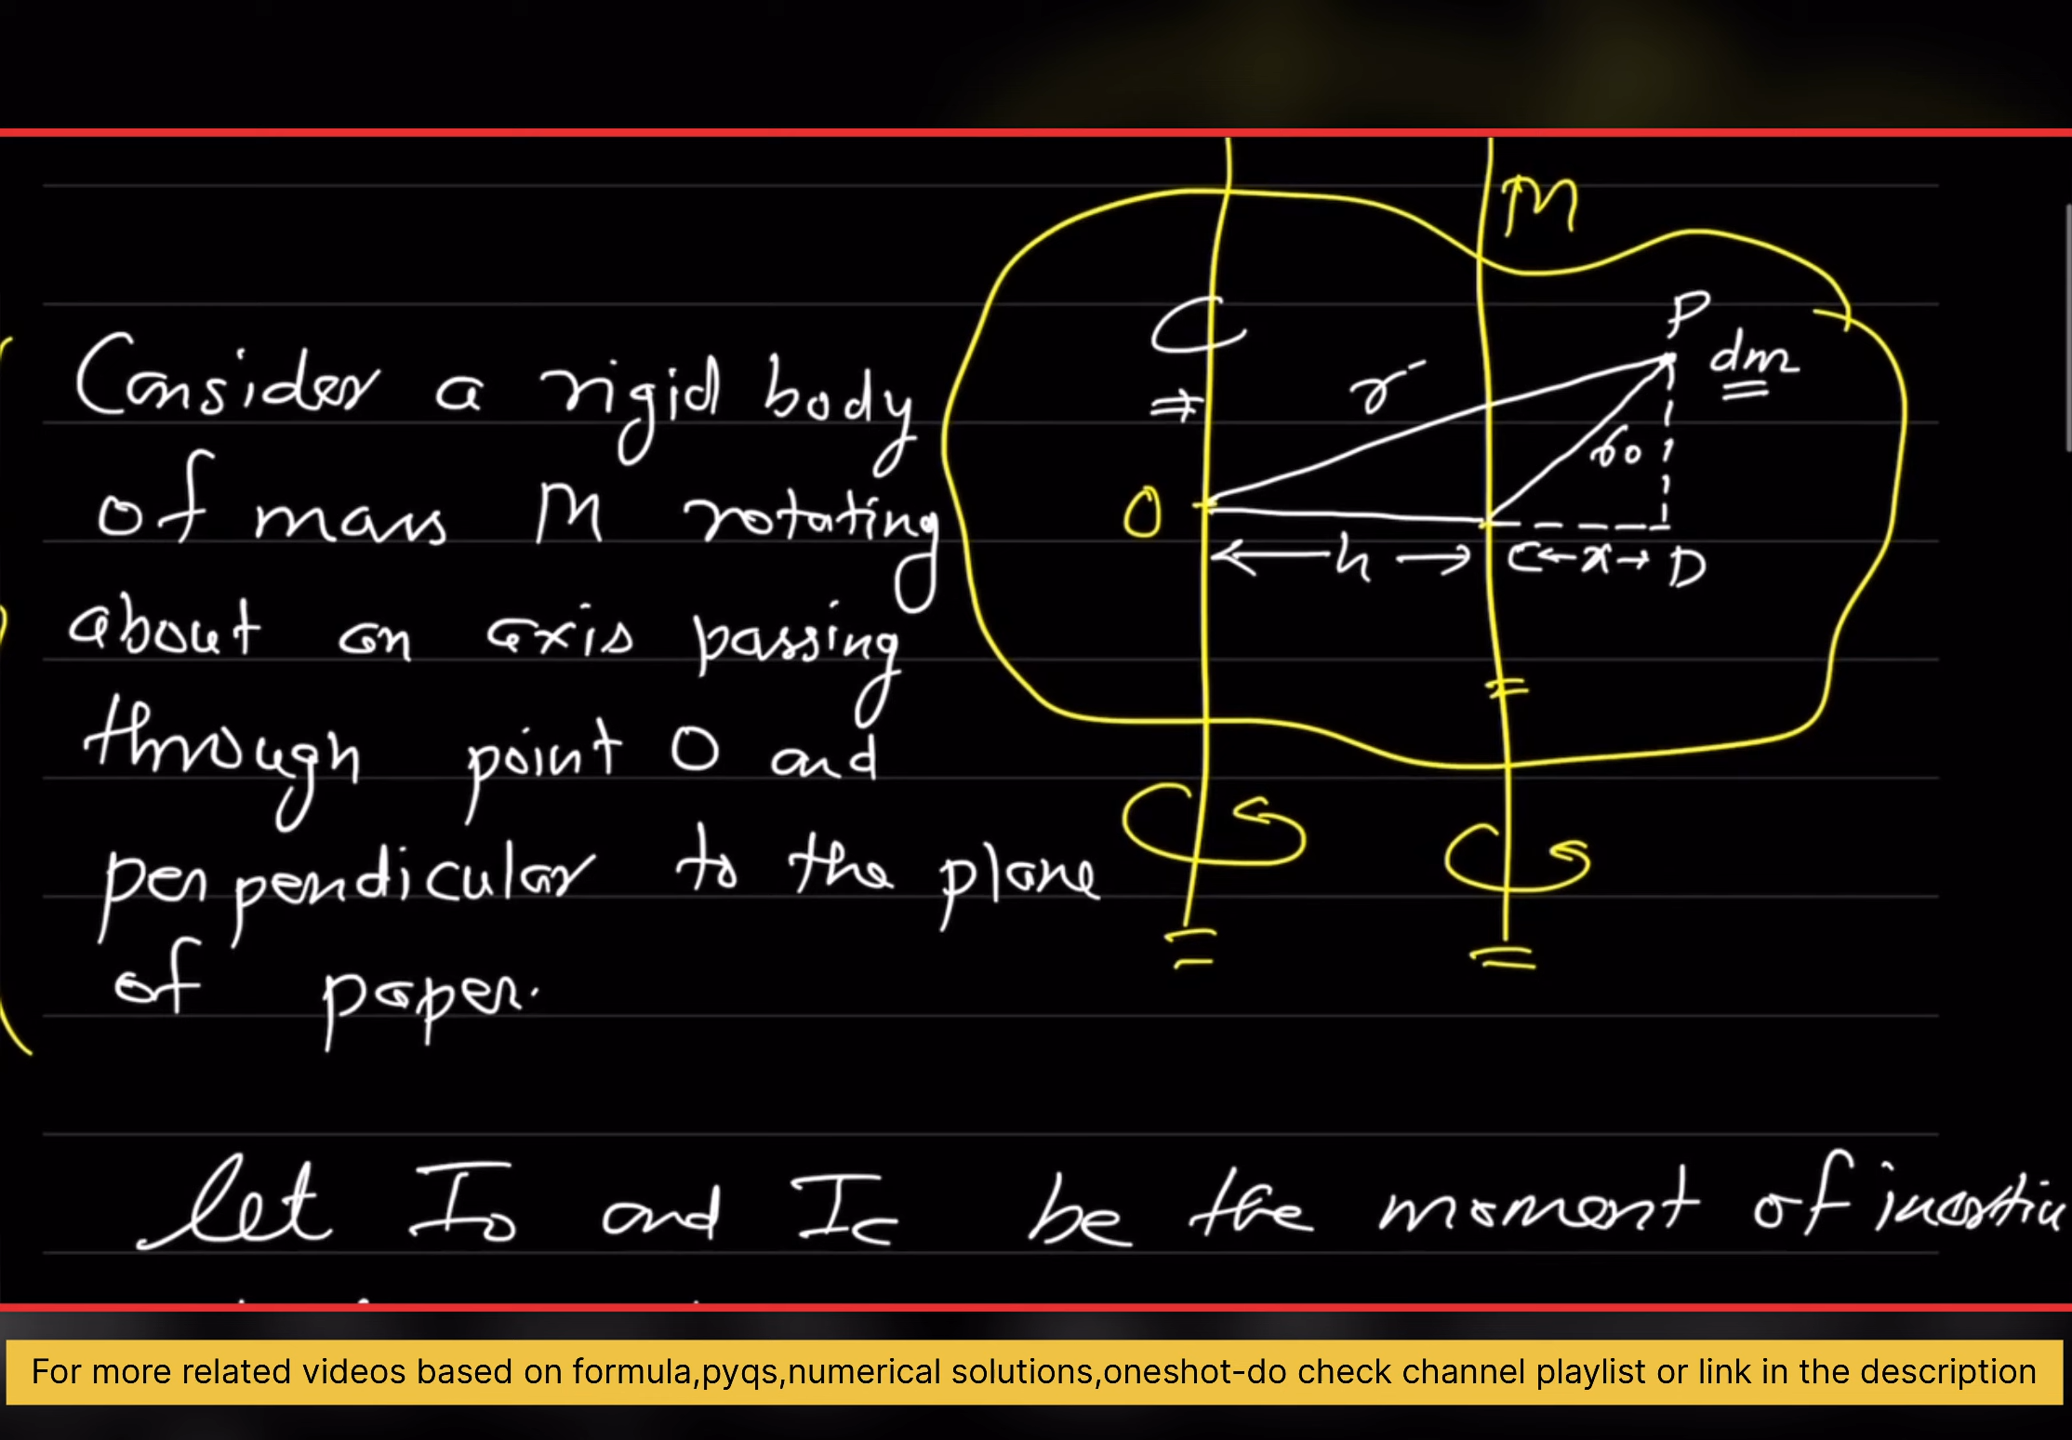 M
C
P
dm
r
r0
O
h
C
x
D
Consider a rigid body
of mass M rotating
about an axis passing
through point O and
perpendicular to the plane
of paper.
let Io and Ic be the moment of inertia
For more related videos based on formula,pyqs,numerical solutions,oneshot-do check channel playlist or link in the description